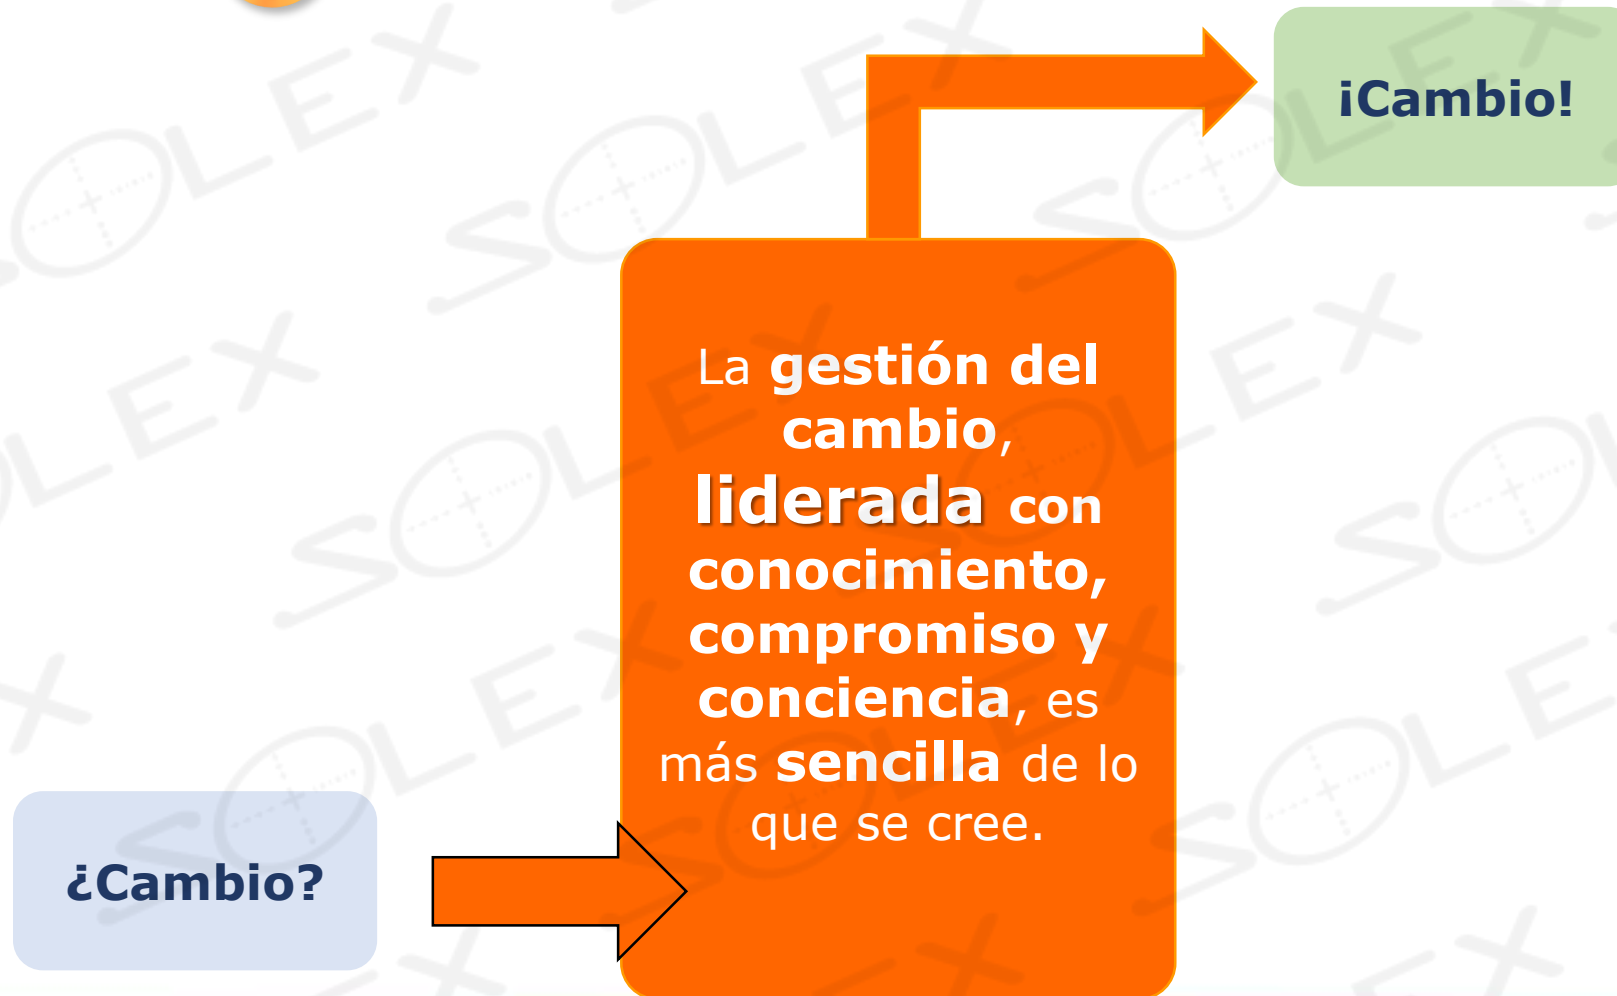 ¡Cambio!
La gestión del
cambio,
liderada con
conocimiento,
compromiso y
conciencia, es
más sencilla de lo
que se cree.
¿Cambio?
SOLEX